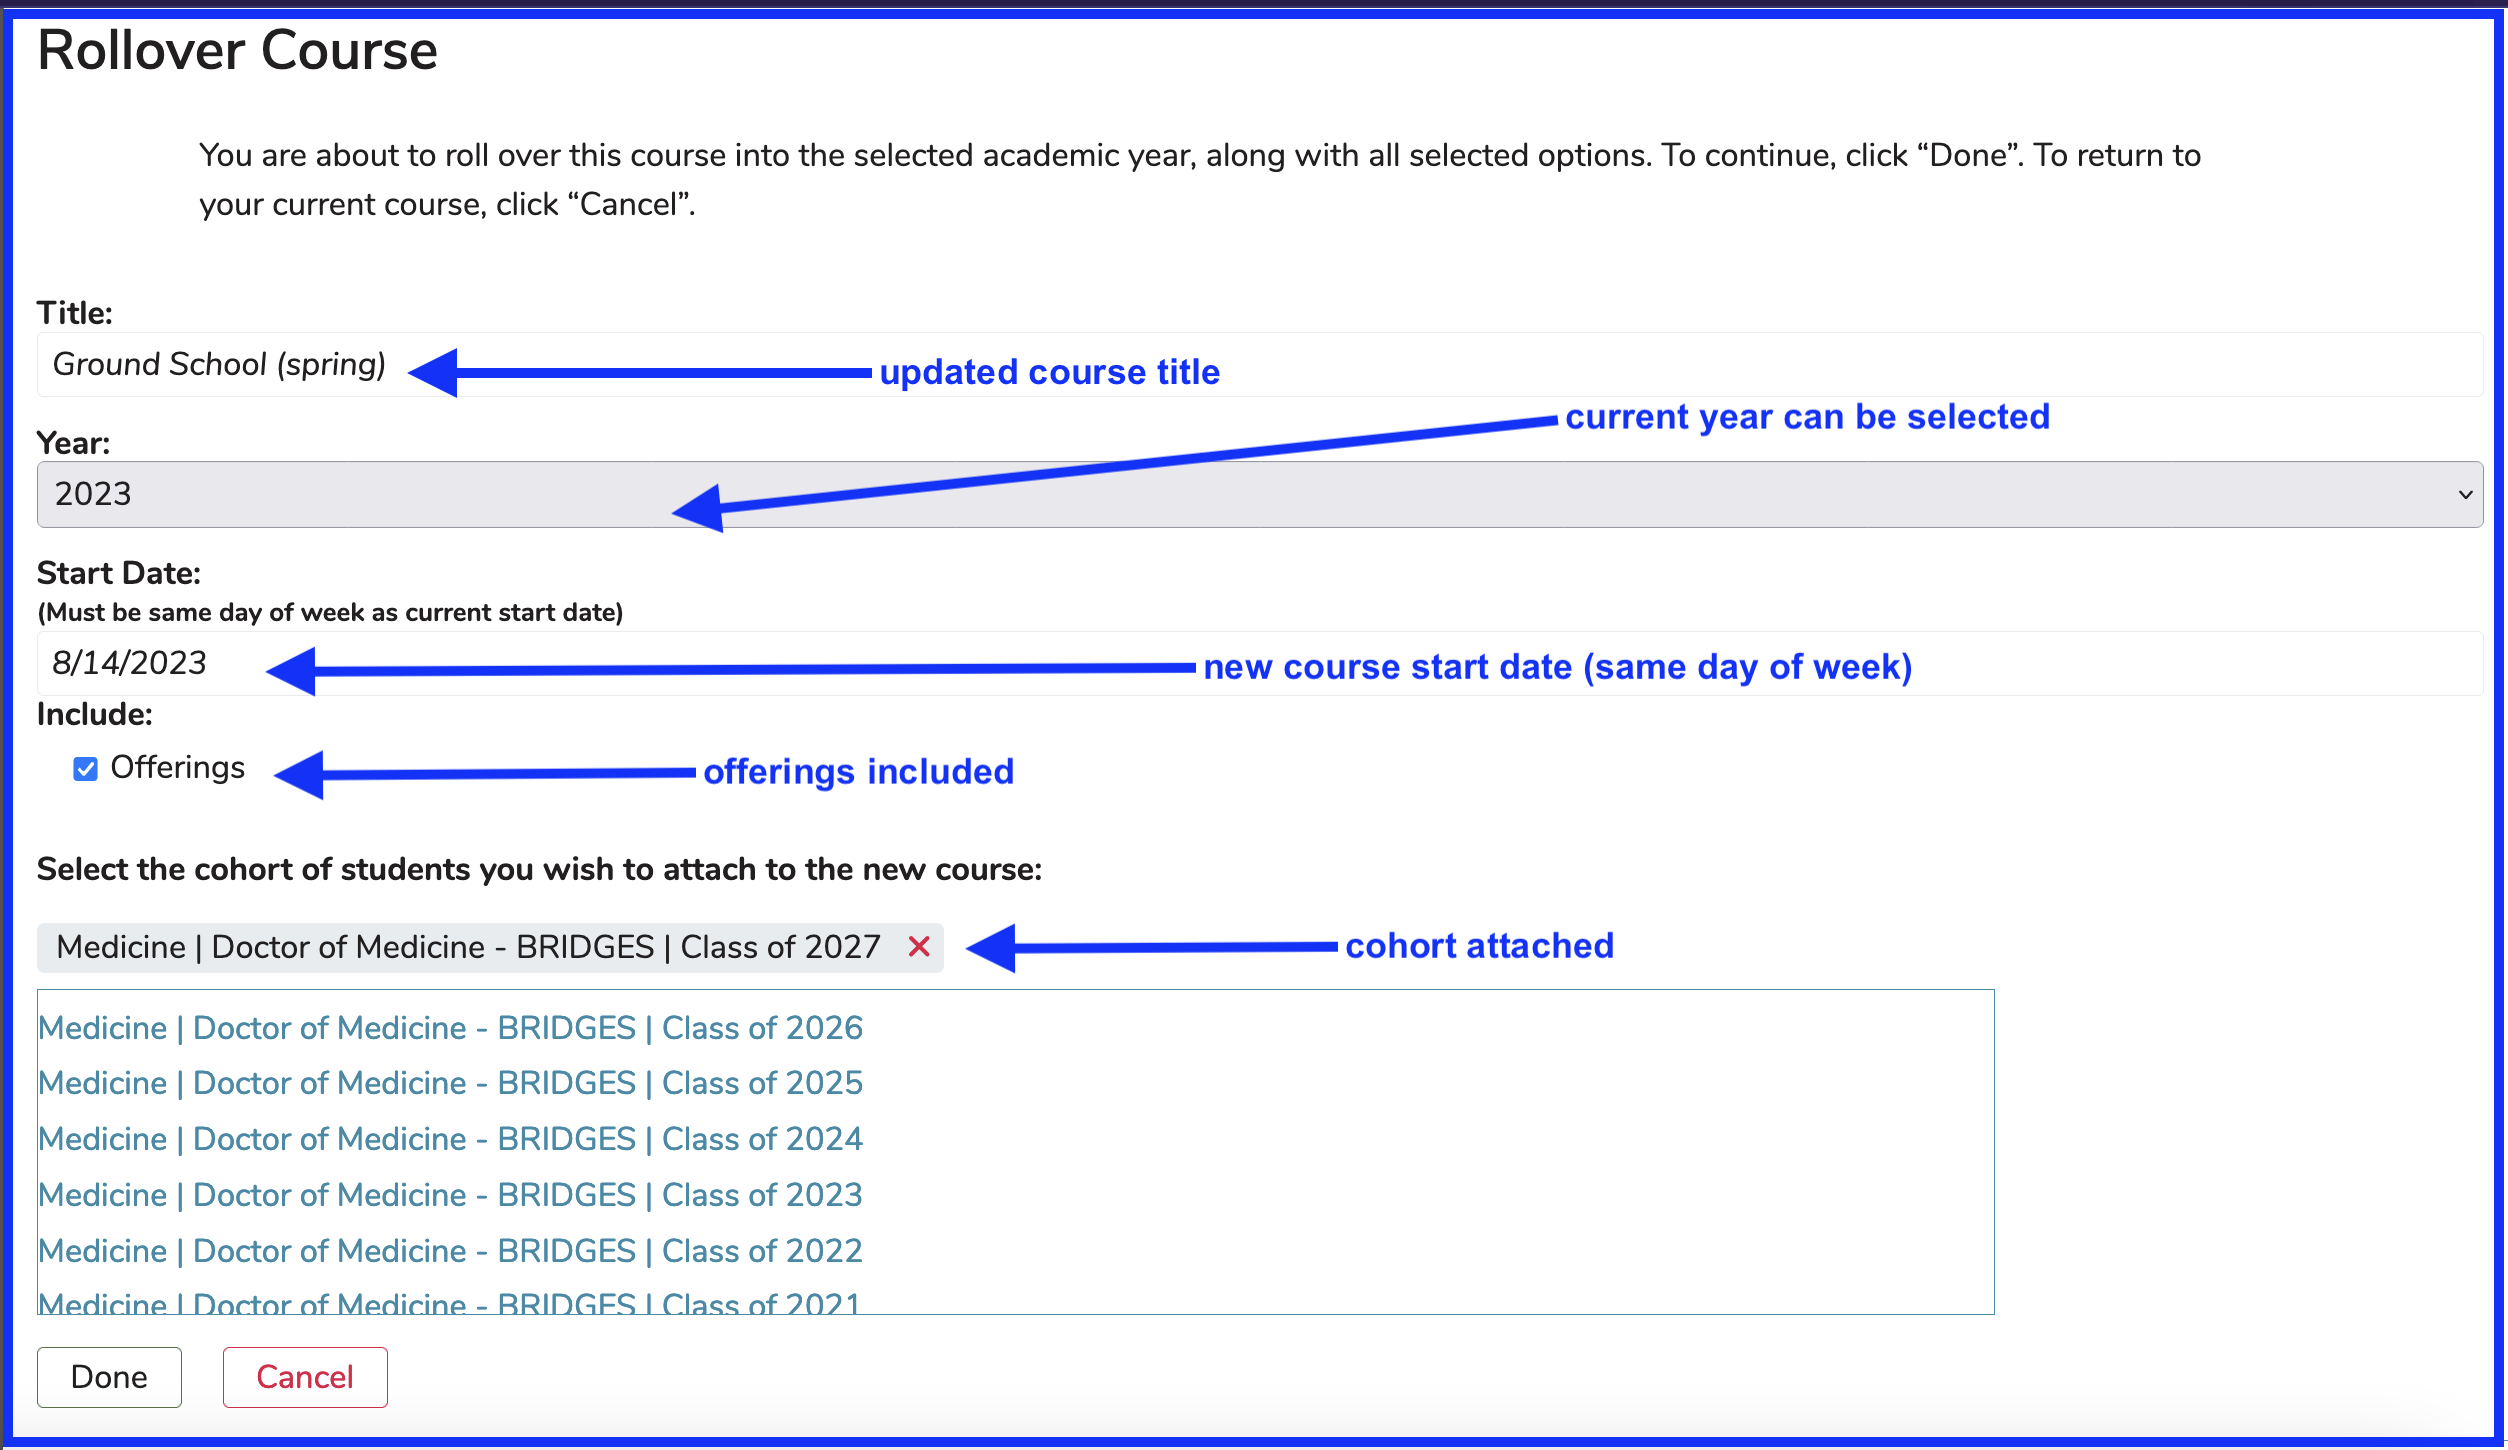 Rollover Course
You are about to roll over this course into the selected academic year, along with all selected options. To continue, click “Done”. To return to
your current course, click “Cancel”.
Title:
Ground School (spring)
updated course title
current year can be selected
Year:
2023
Start Date:
(Must be same day of week as current start date)
8/14/2023
new course start date (same day of week)
Include:
Offerings
offerings included
Select the cohort of students you wish to attach to the new course:
Medicine | Doctor of Medicine - BRIDGES | Class of 2027
cohort attached
Medicine | Doctor of Medicine - BRIDGES | Class of 2026
Medicine | Doctor of Medicine - BRIDGES | Class of 2025
Medicine | Doctor of Medicine - BRIDGES | Class of 2024
Medicine | Doctor of Medicine - BRIDGES | Class of 2023
Medicine | Doctor of Medicine - BRIDGES | Class of 2022
Medicine | Doctor of Medicine - BRIDGES | Class of 2021
Done
Cancel